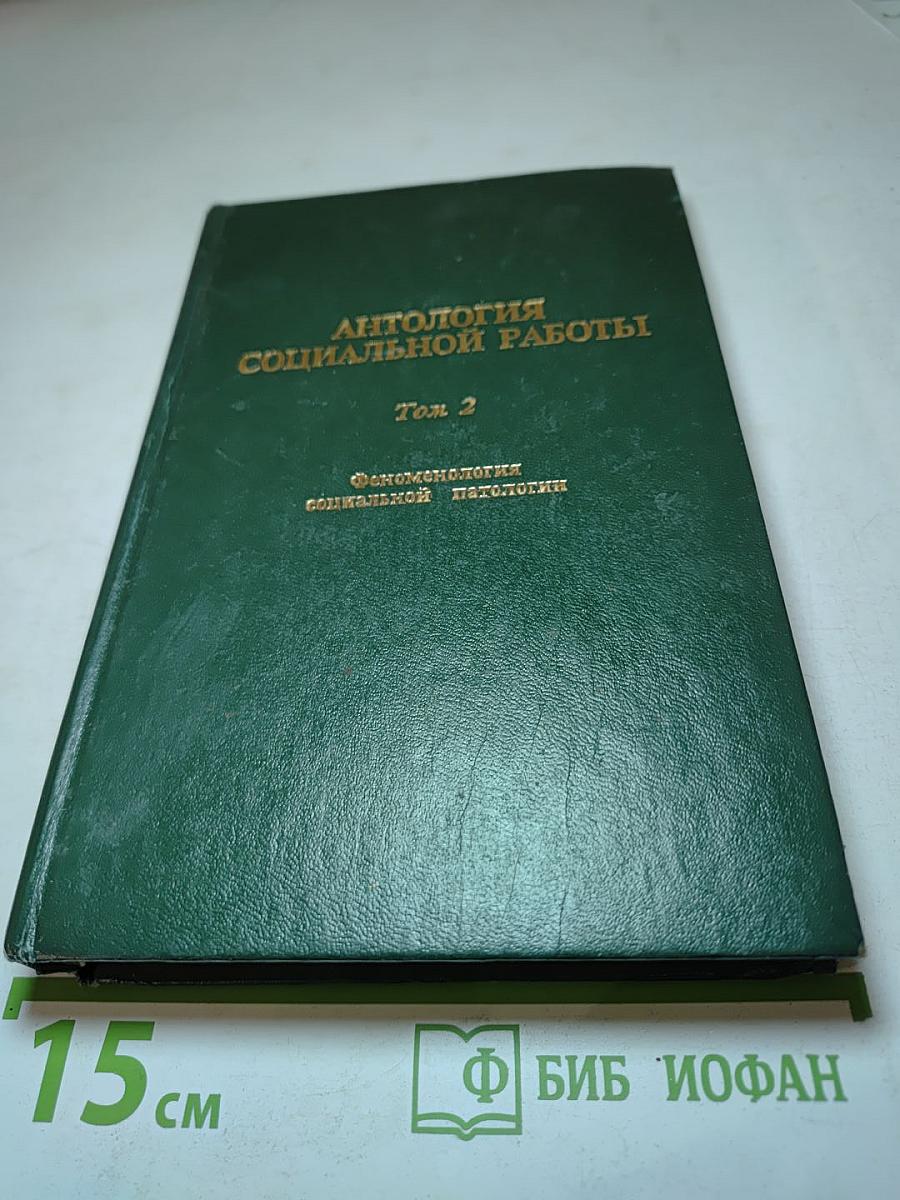 АНТОЛОГИЯ
СОЦИАЛЬНОЙ РАБОТЫ
Том 2
Феноменология
социальной патологии
15 см
Ф БИБ ИОФАН